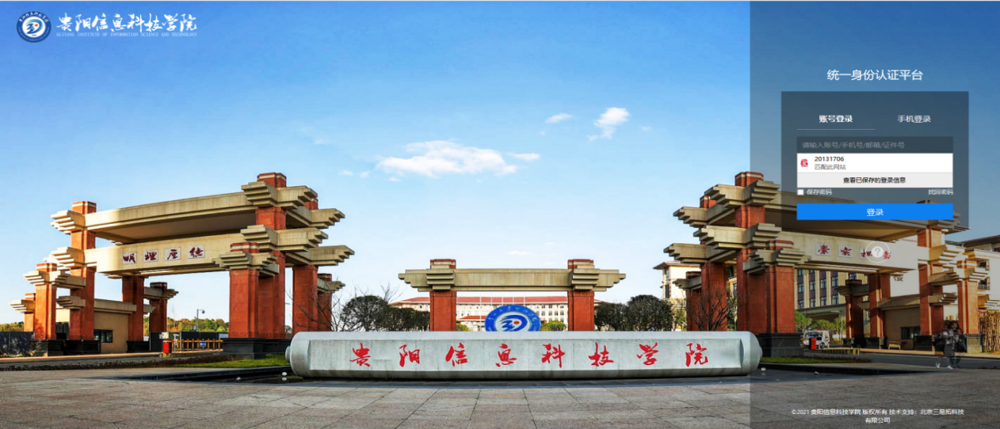 贵阳信息科技学院
GUIYANG INSTITUTE OF INFORMATION SCIENCE AND TECHNOLOGY
统一身份认证平台
账号登录 手机登录
请输入账号/手机号/邮箱/证件号
20131706
匹配此网站
查看已保存的登录信息
保存密码 找回密码
登录
?
明理厚德
贵阳信息科技学院
©2021 贵阳信息科技学院 版权所有 技术支持：北京三易拓科技
有限公司